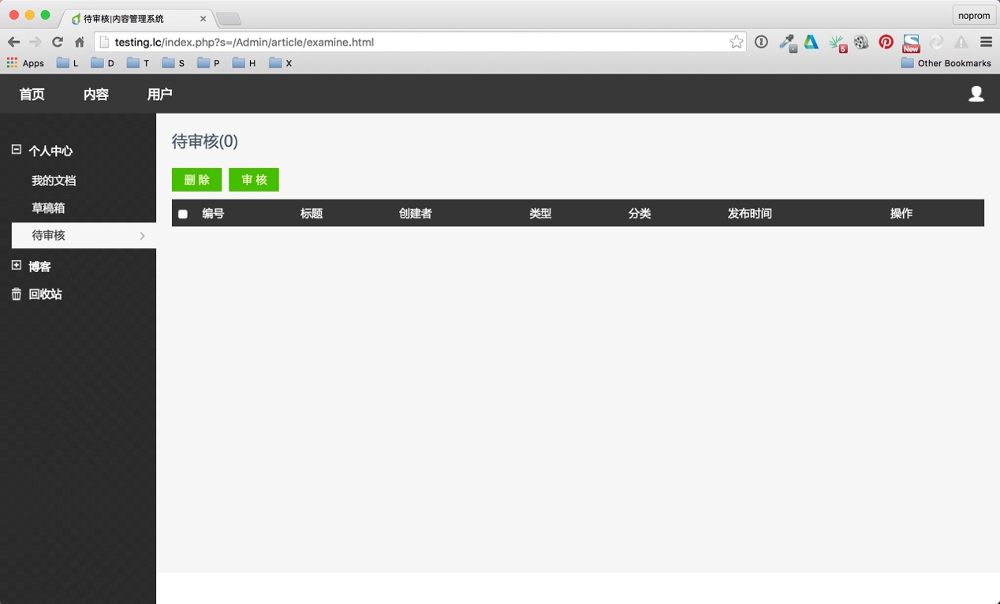 待审核|内容管理系统
noprom
testing.lc/index.php?s=/Admin/article/examine.html
5
New
Apps L D T S P H X Other Bookmarks
首页 内容 用户
个人中心
我的文档
草稿箱
待审核
博客
回收站
待审核(0)
删 除 审 核
编号 标题 创建者 类型 分类 发布时间 操作